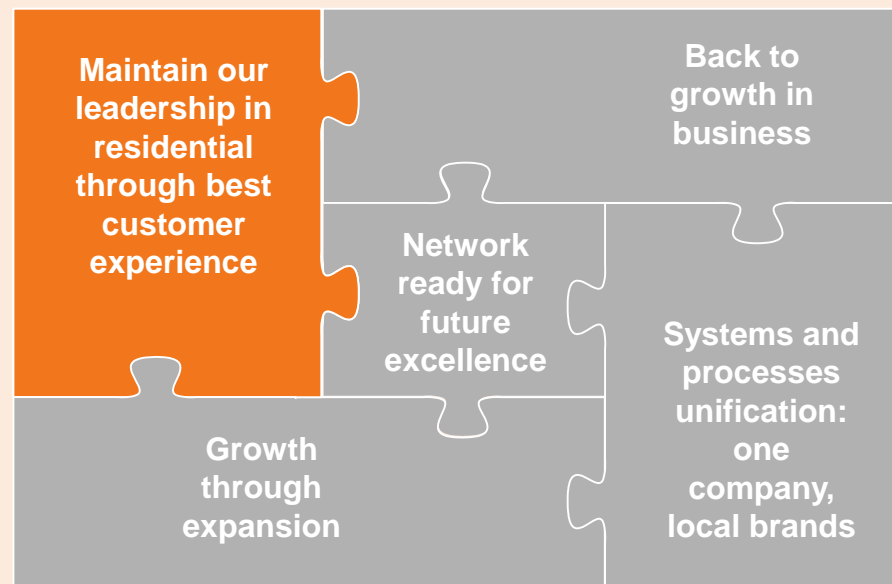 Maintain our
leadership in
residential
through best
customer
experience
Back to
growth in
business
Network
ready for
future
excellence
Systems and
processes
unification:
one
company,
local brands
Growth
through
expansion